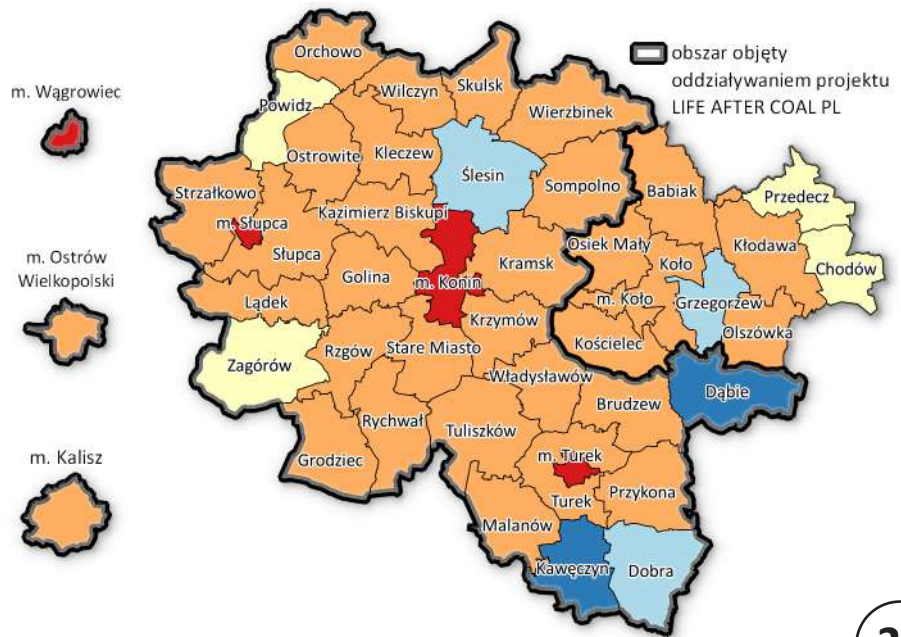 obszar objęty
oddziaływaniem projektu
LIFE AFTER COAL PL
m. Wągrowiec
m. Ostrów
Wielkopolski
m. Kalisz
Orchowo
Powidz
Wilczyn
Skulsk
Wierzbinek
Ostrowite
Kleczew
Ślesin
Sompolno
Strzałkowo
Kazimierz Biskupi
m. Słupca
Słupca
Golina
m. Konin
Kramsk
Lądek
Krzymów
Zagórów
Rzgów
Stare Miasto
Babiak
Przedecz
Osiek Mały
Koło
Kłodawa
Chodów
m. Koło
Grzegorzew
Kościelec
Olszówka
Władysławów
Dąbie
Brudzew
Rychwał
Tuliszków
Grodziec
m. Turek
Turek
Przykona
Malanów
Kawęczyn
Dobra